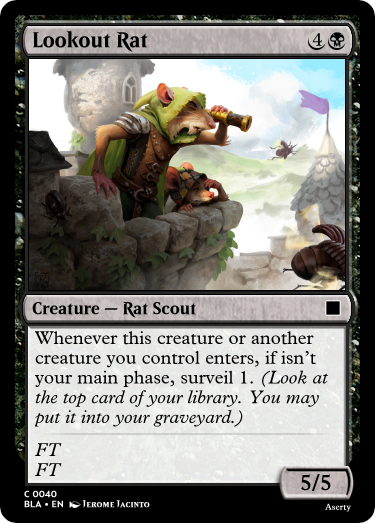 Lookout Rat 4
Creature — Rat Scout
Whenever this creature or another
creature you control enters, if isn't
your main phase, surveil 1. (Look at
the top card of your library. You may
put it into your graveyard.)
FT
FT
5/5
C 0040
BLA • EN Jerome Jacinto
Aserty